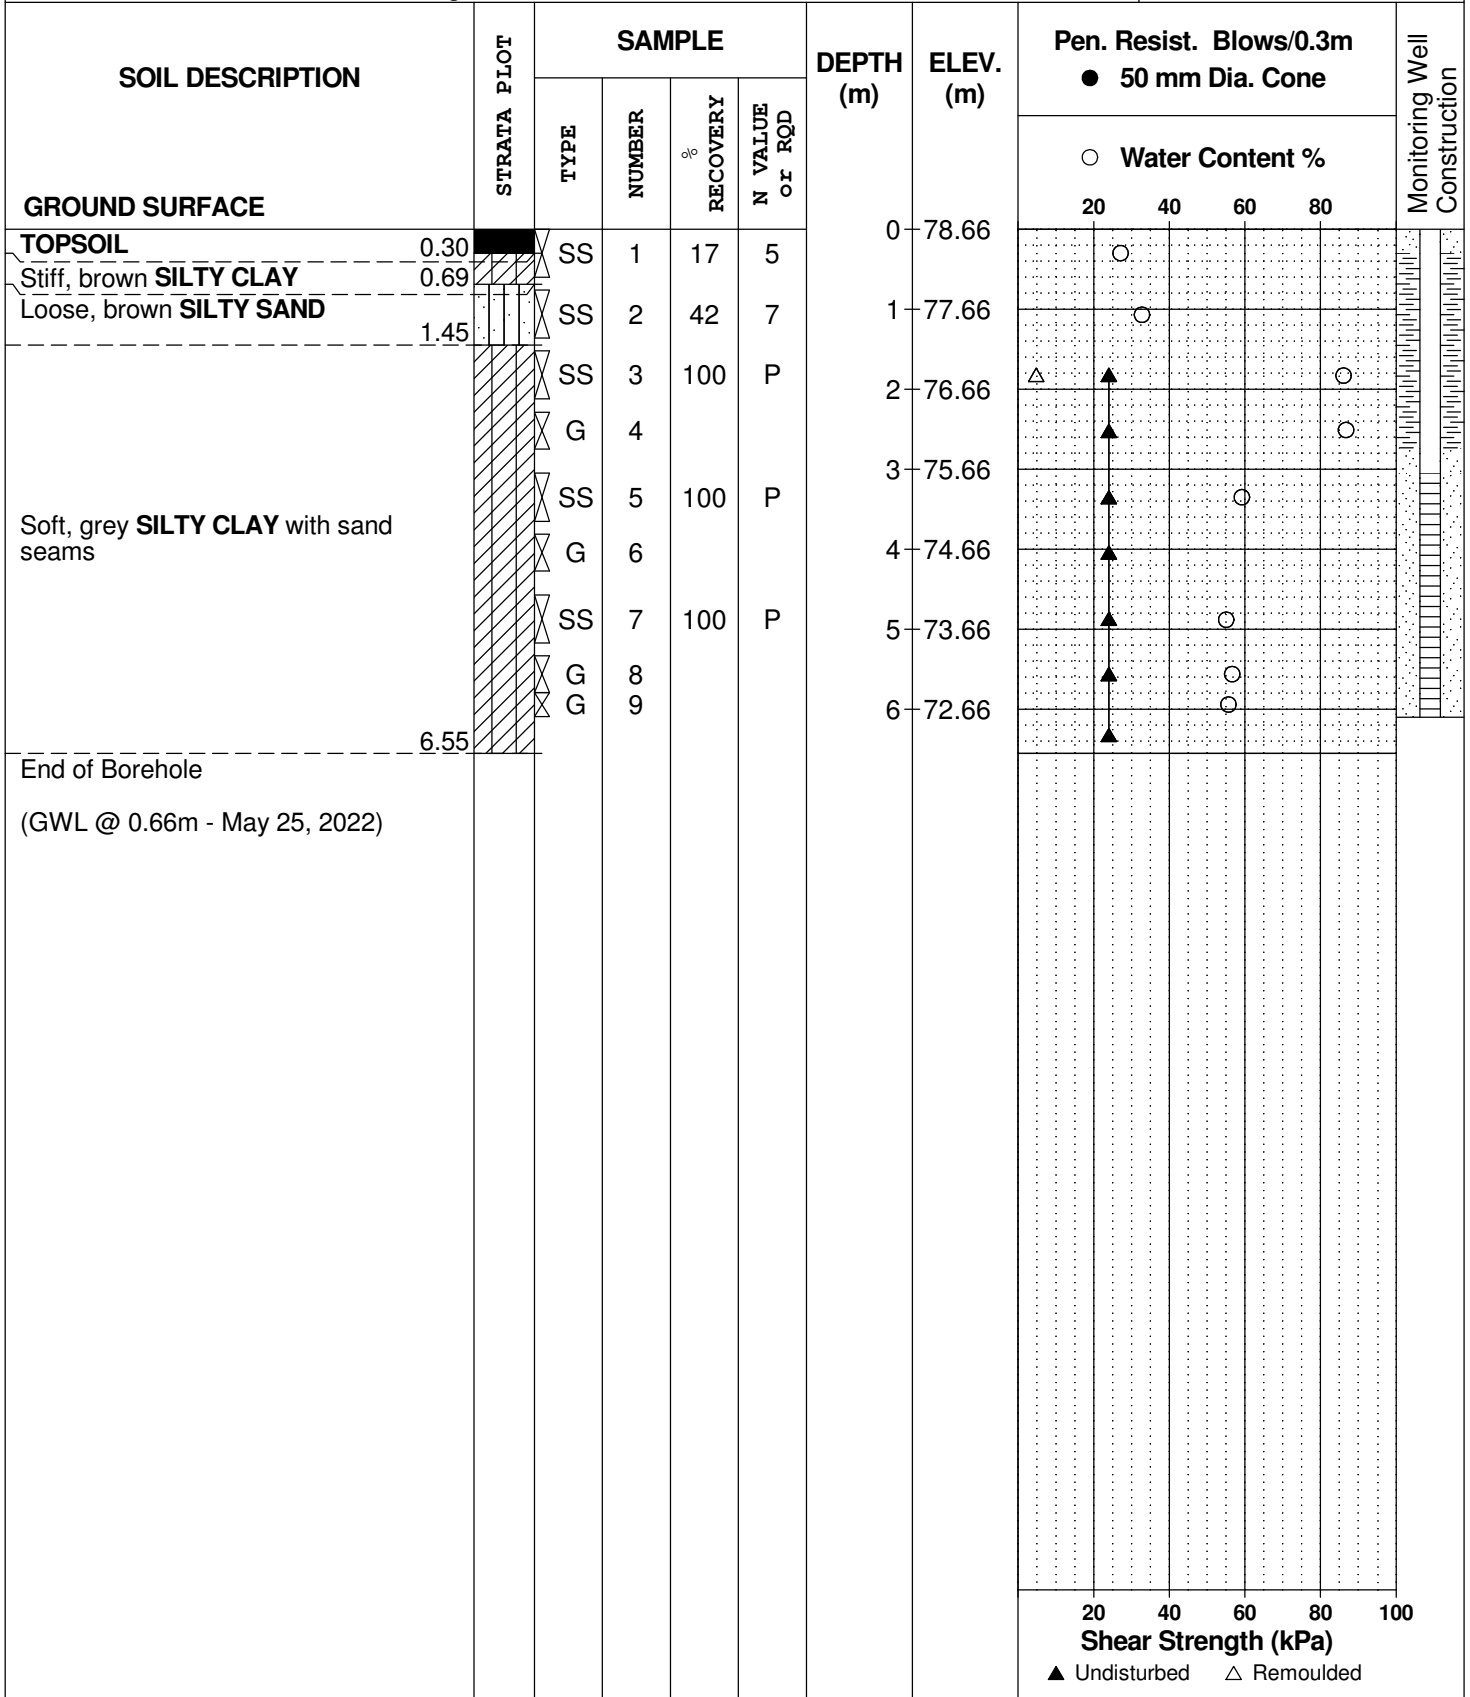 SOIL DESCRIPTION
GROUND SURFACE
STRATA PLOT
SAMPLE
TYPE
NUMBER
% RECOVERY
N VALUE or RQD
DEPTH (m)
ELEV. (m)
Pen. Resist. Blows/0.3m
● 50 mm Dia. Cone
○ Water Content %
20 40 60 80
Monitoring Well Construction
TOPSOIL 0.30
SS 1 17 5
0 78.66
Stiff, brown SILTY CLAY 0.69
Loose, brown SILTY SAND
1.45
SS 2 42 7
1 77.66
SS 3 100 P
2 76.66
G 4
3 75.66
SS 5 100 P
Soft, grey SILTY CLAY with sand
seams
G 6
4 74.66
SS 7 100 P
5 73.66
G 8
G 9
6 72.66
6.55
End of Borehole
(GWL @ 0.66m - May 25, 2022)
20 40 60 80 100
Shear Strength (kPa)
▲ Undisturbed △ Remoulded